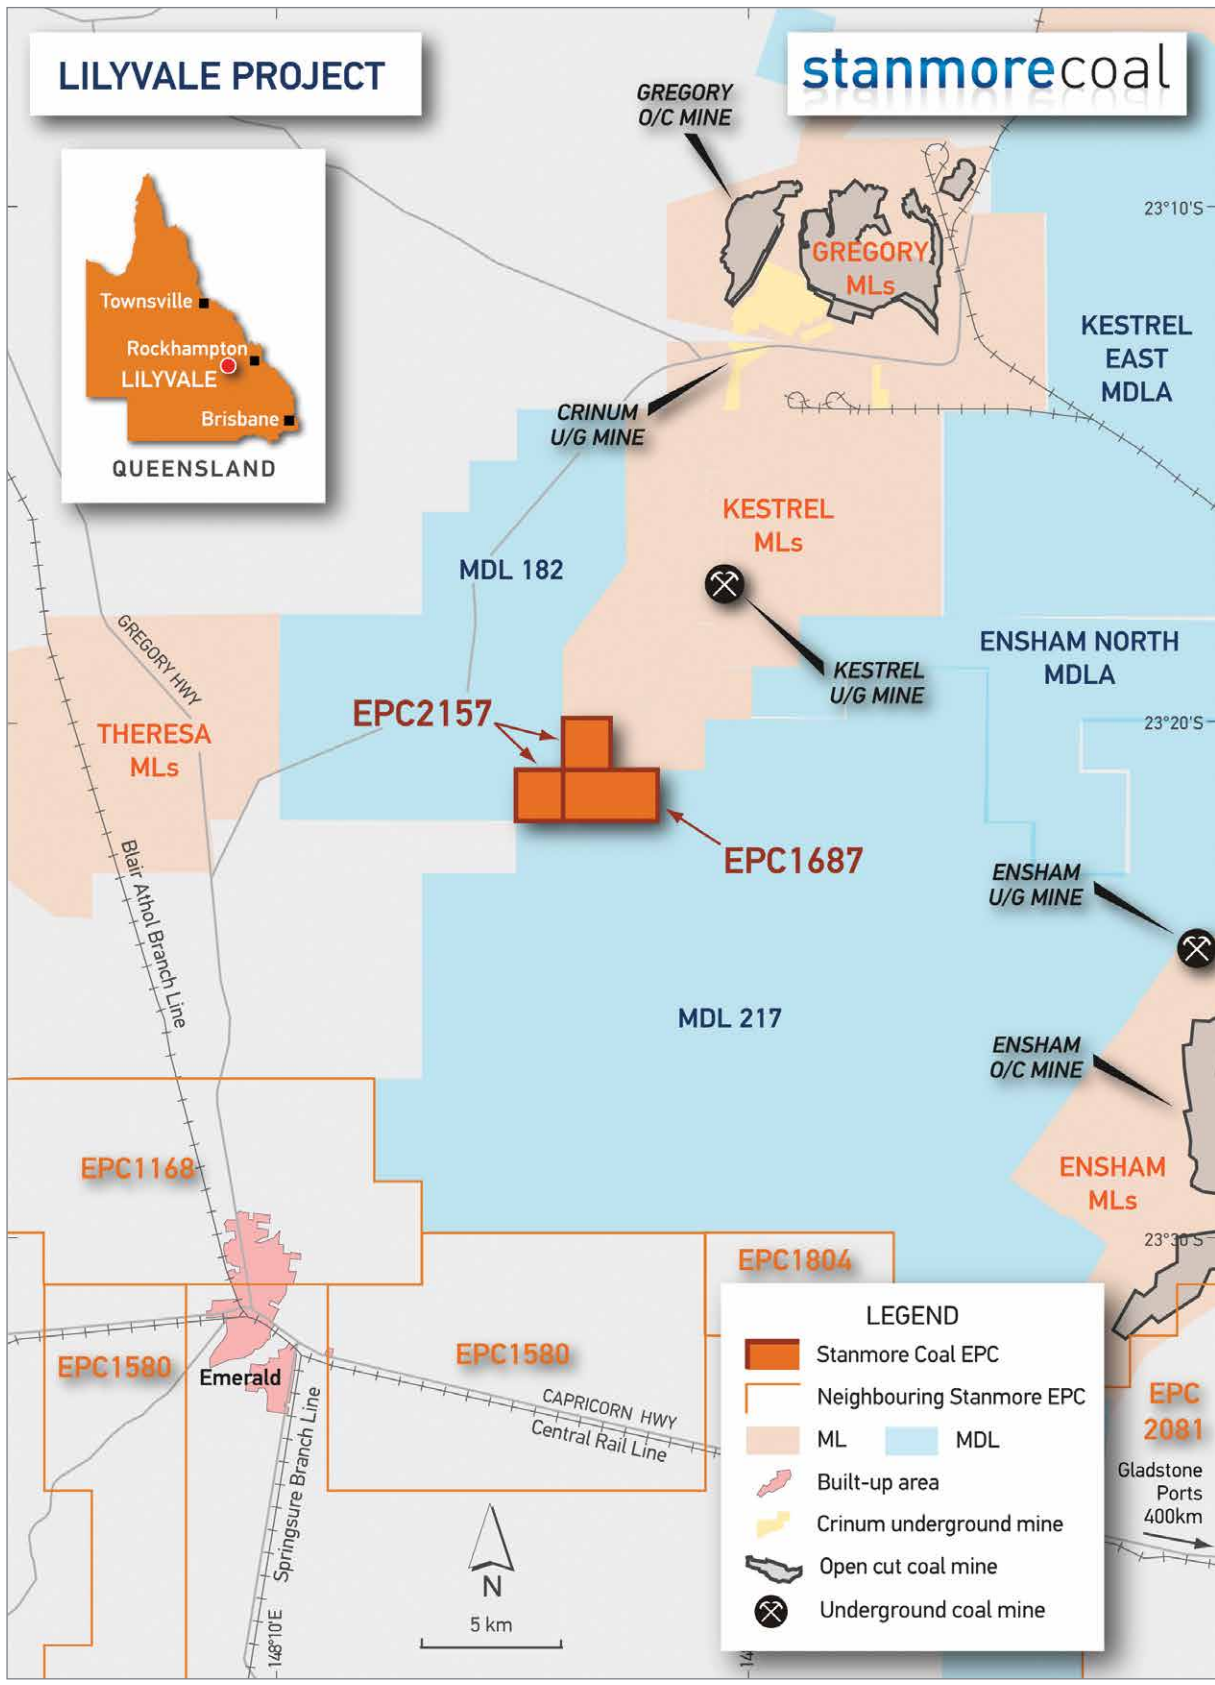 LILYVALE PROJECT
stanmorecoal
GREGORY
O/C MINE
Townsville
Rockhampton
LILYVALE
Brisbane
QUEENSLAND
23°10'S
GREGORY
MLs
KESTREL
EAST
MDLA
CRINUM
U/G MINE
KESTREL
MLs
MDL 182
GREGORY HWY
ENSHAM NORTH
MDLA
KESTREL
U/G MINE
EPC2157
THERESA
MLs
23°20'S
EPC1687
Blair Athol Branch Line
ENSHAM
U/G MINE
MDL 217
ENSHAM
O/C MINE
EPC1168
ENSHAM
MLs
23°30'S
EPC1804
EPC1580
EPC1580
Emerald
CAPRICORN HWY
Central Rail Line
Springsure Branch Line
EPC
2081
Gladstone
Ports
400km
LEGEND
Stanmore Coal EPC
Neighbouring Stanmore EPC
ML MDL
Built-up area
Crinum underground mine
Open cut coal mine
Underground coal mine
N
5 km
148°10'E